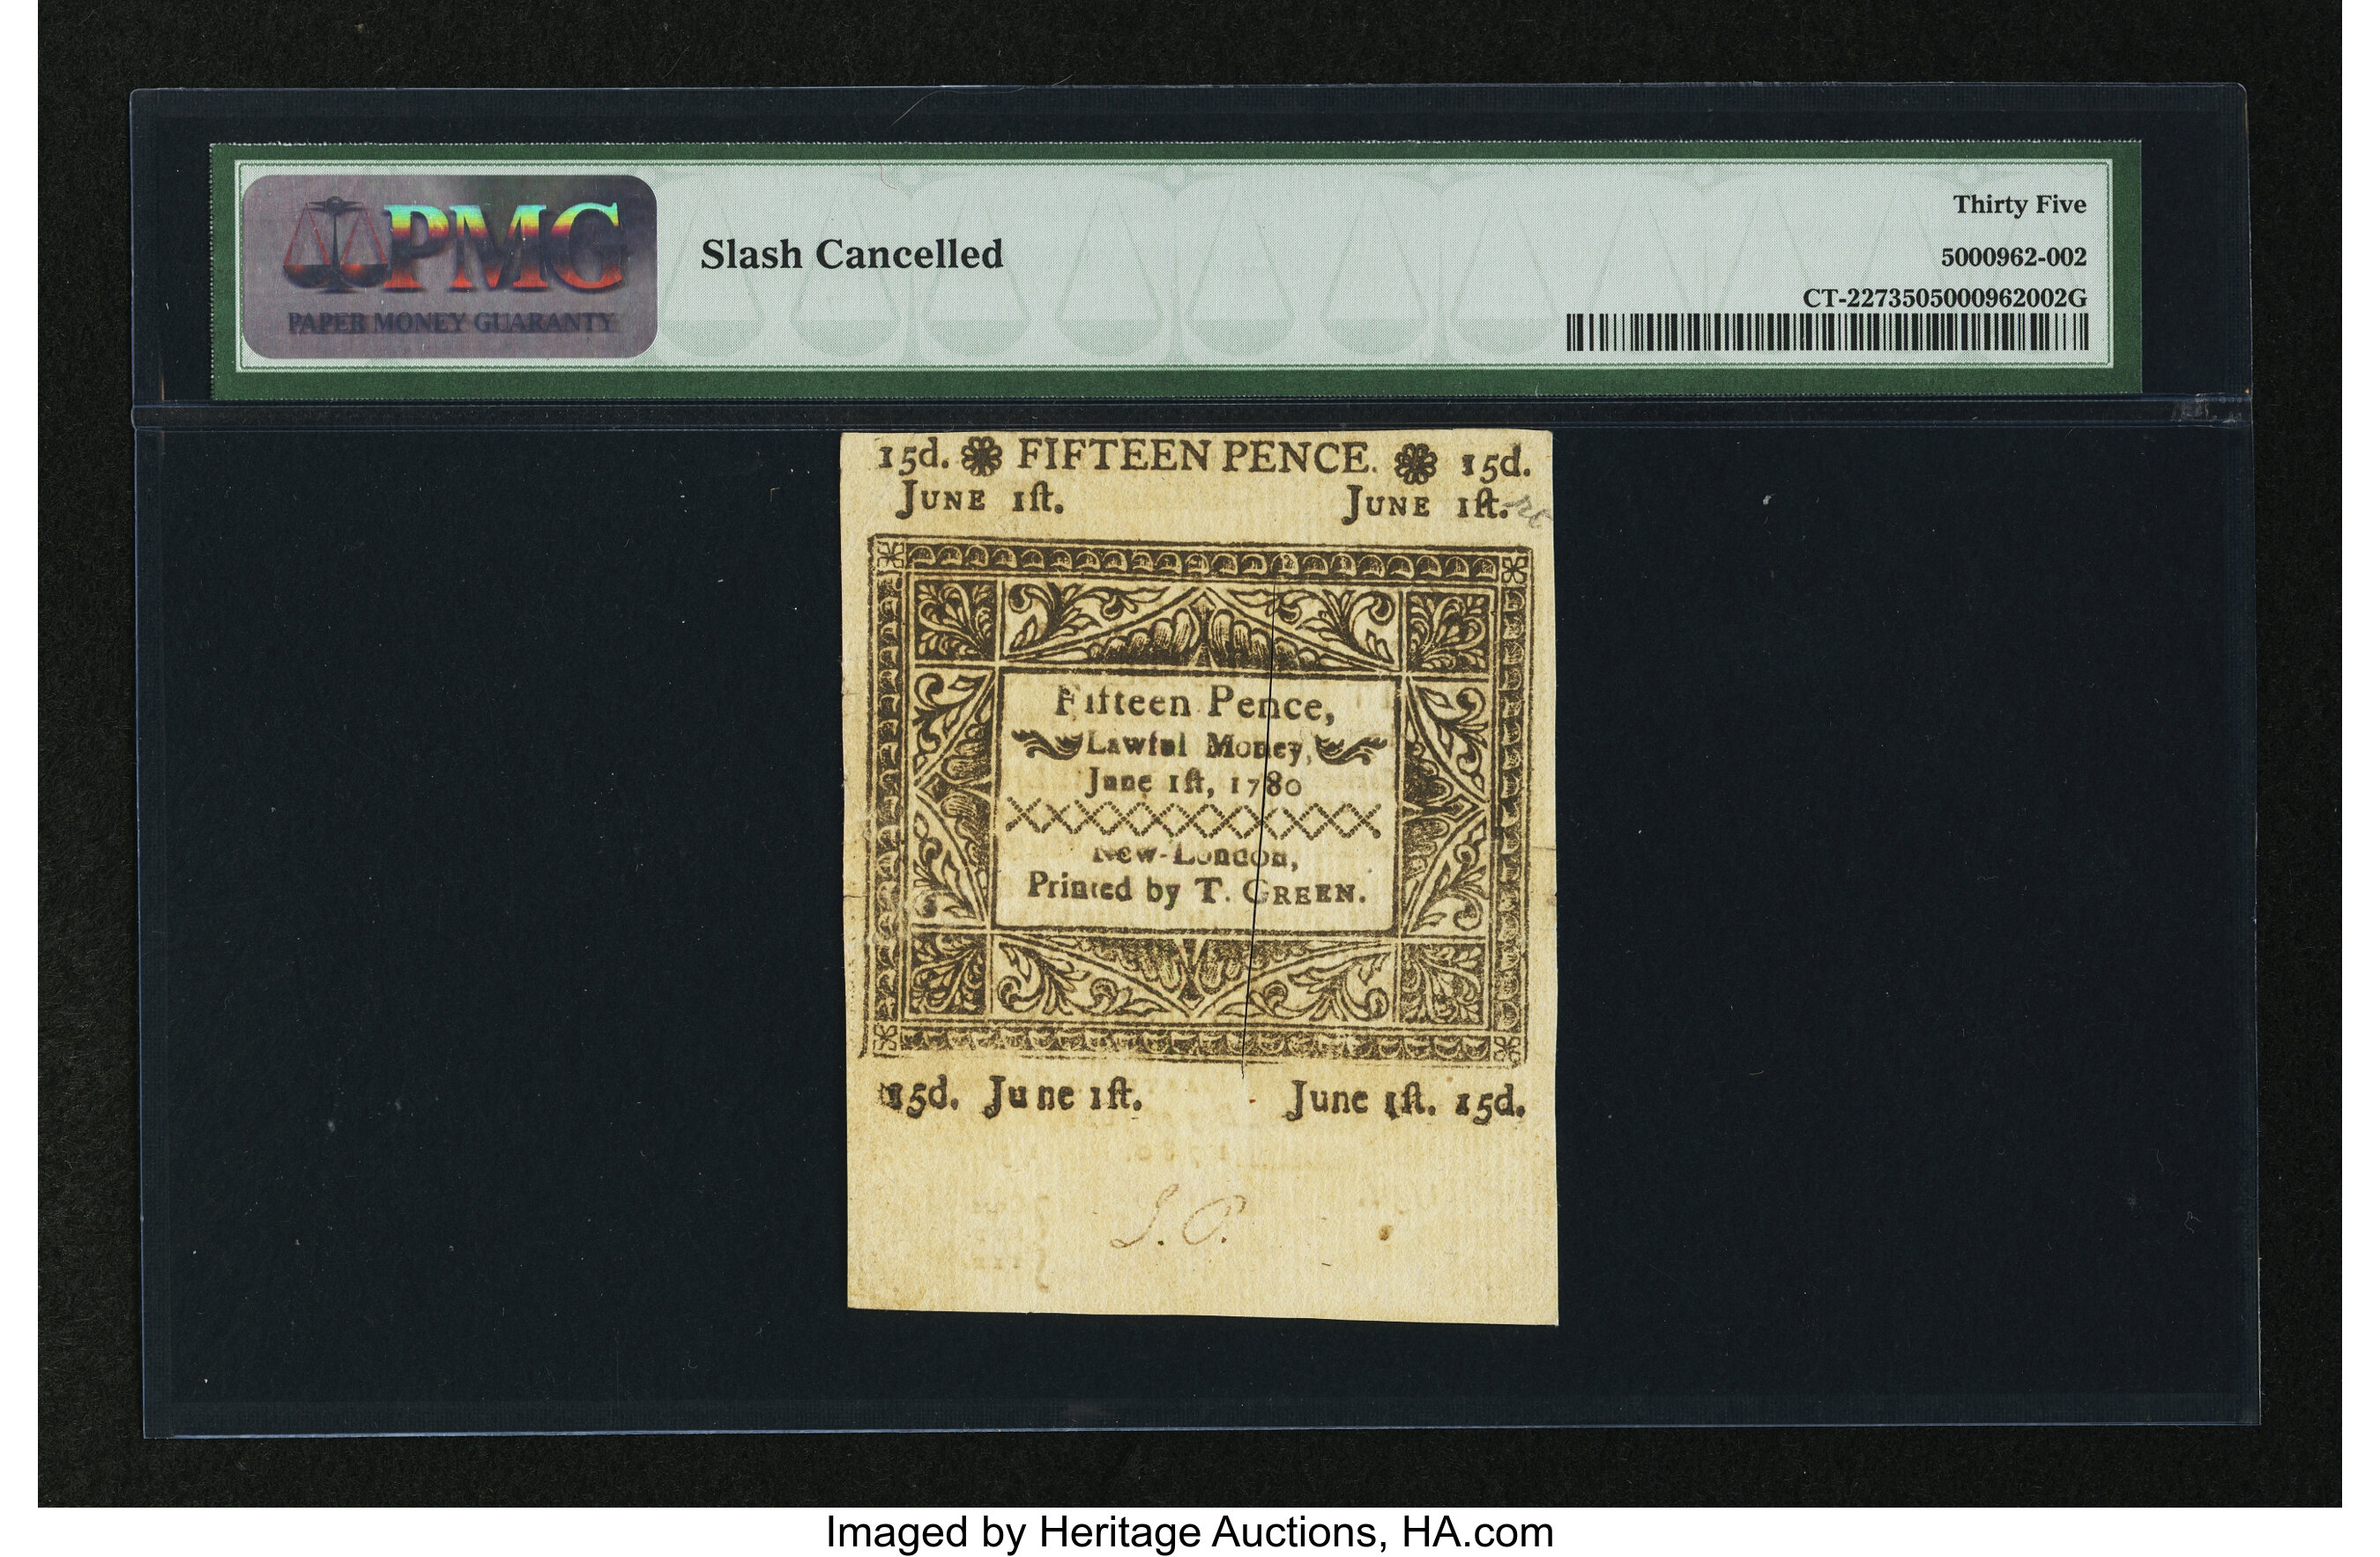 PMG
PAPER MONEY GUARANTY
Slash Cancelled
Thirty Five
5000962-002
CT-2273505000962002G
15d. FIFTEEN PENCE. 15d.
JUNE 1ſt. JUNE 1ſt.
Fifteen Pence,
Lawful Money,
June 1ſt, 1780
New-London,
Printed by T. GREEN.
15d. June 1ſt. June 1ſt. 15d.
Imaged by Heritage Auctions, HA.com